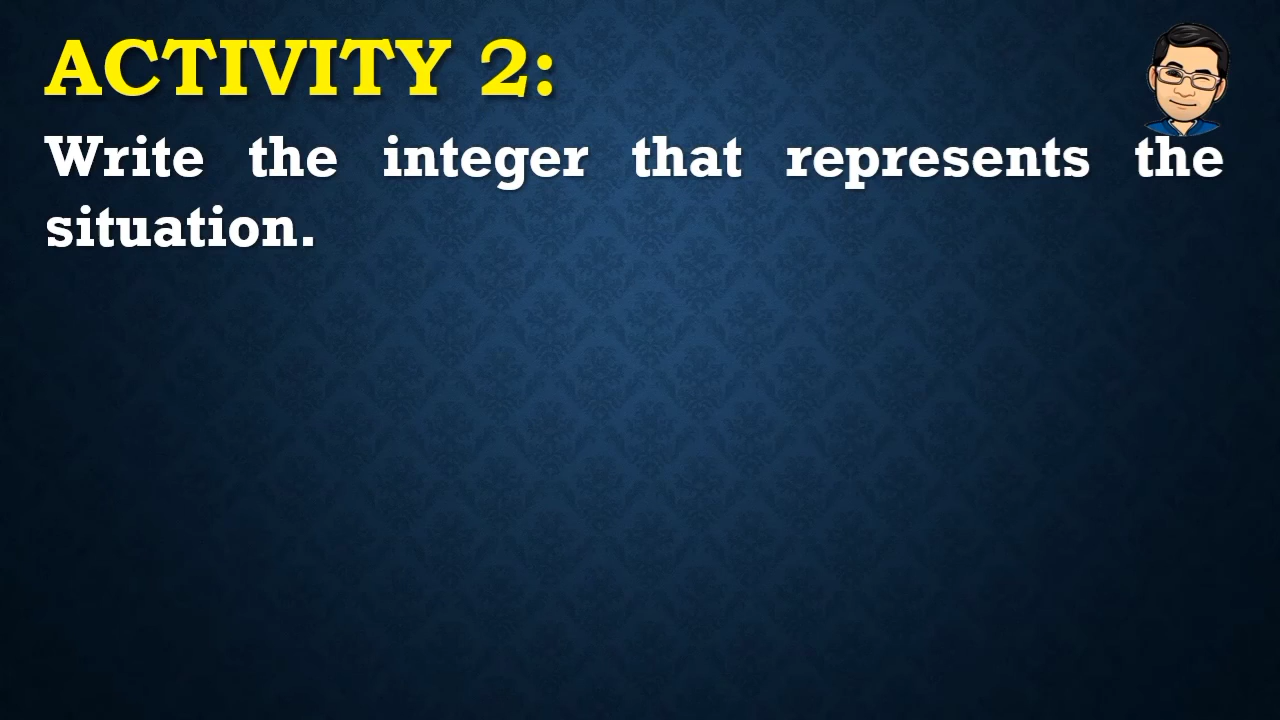 ACTIVITY 2:
Write the integer that represents the
situation.